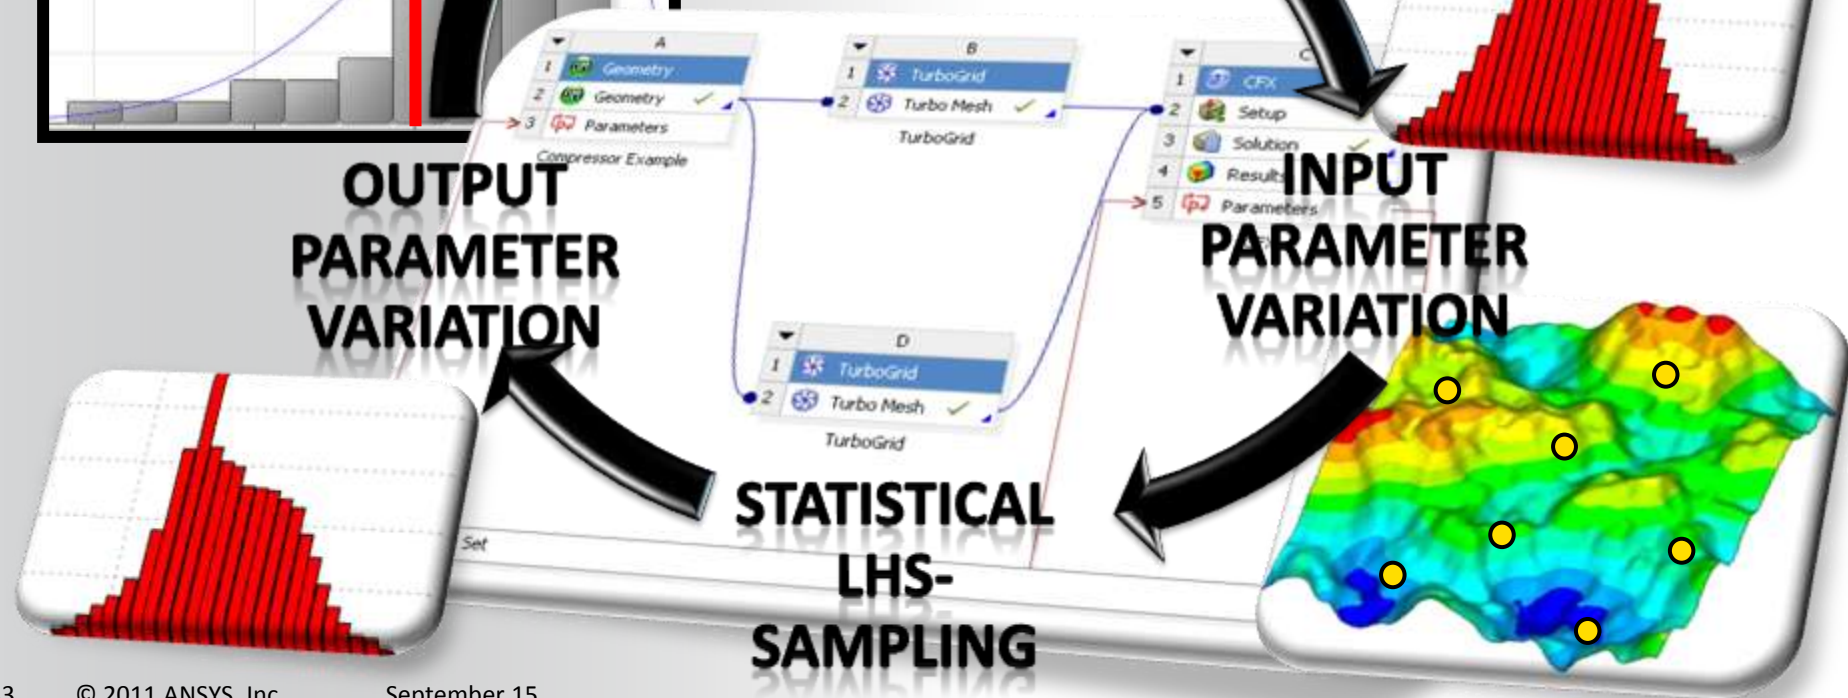 A
1 Geometry
2 Geometry
3 Parameters
Compressor Example
B
1 TurboGrid
2 Turbo Mesh
TurboGrid
C
1 CFX
2 Setup
3 Solution
4 Results
5 Parameters
OUTPUT
PARAMETER
VARIATION
INPUT
PARAMETER
VARIATION
D
1 TurboGrid
2 Turbo Mesh
TurboGrid
STATISTICAL
LHS-
SAMPLING
Set
3 © 2011 ANSYS, Inc. September 15,